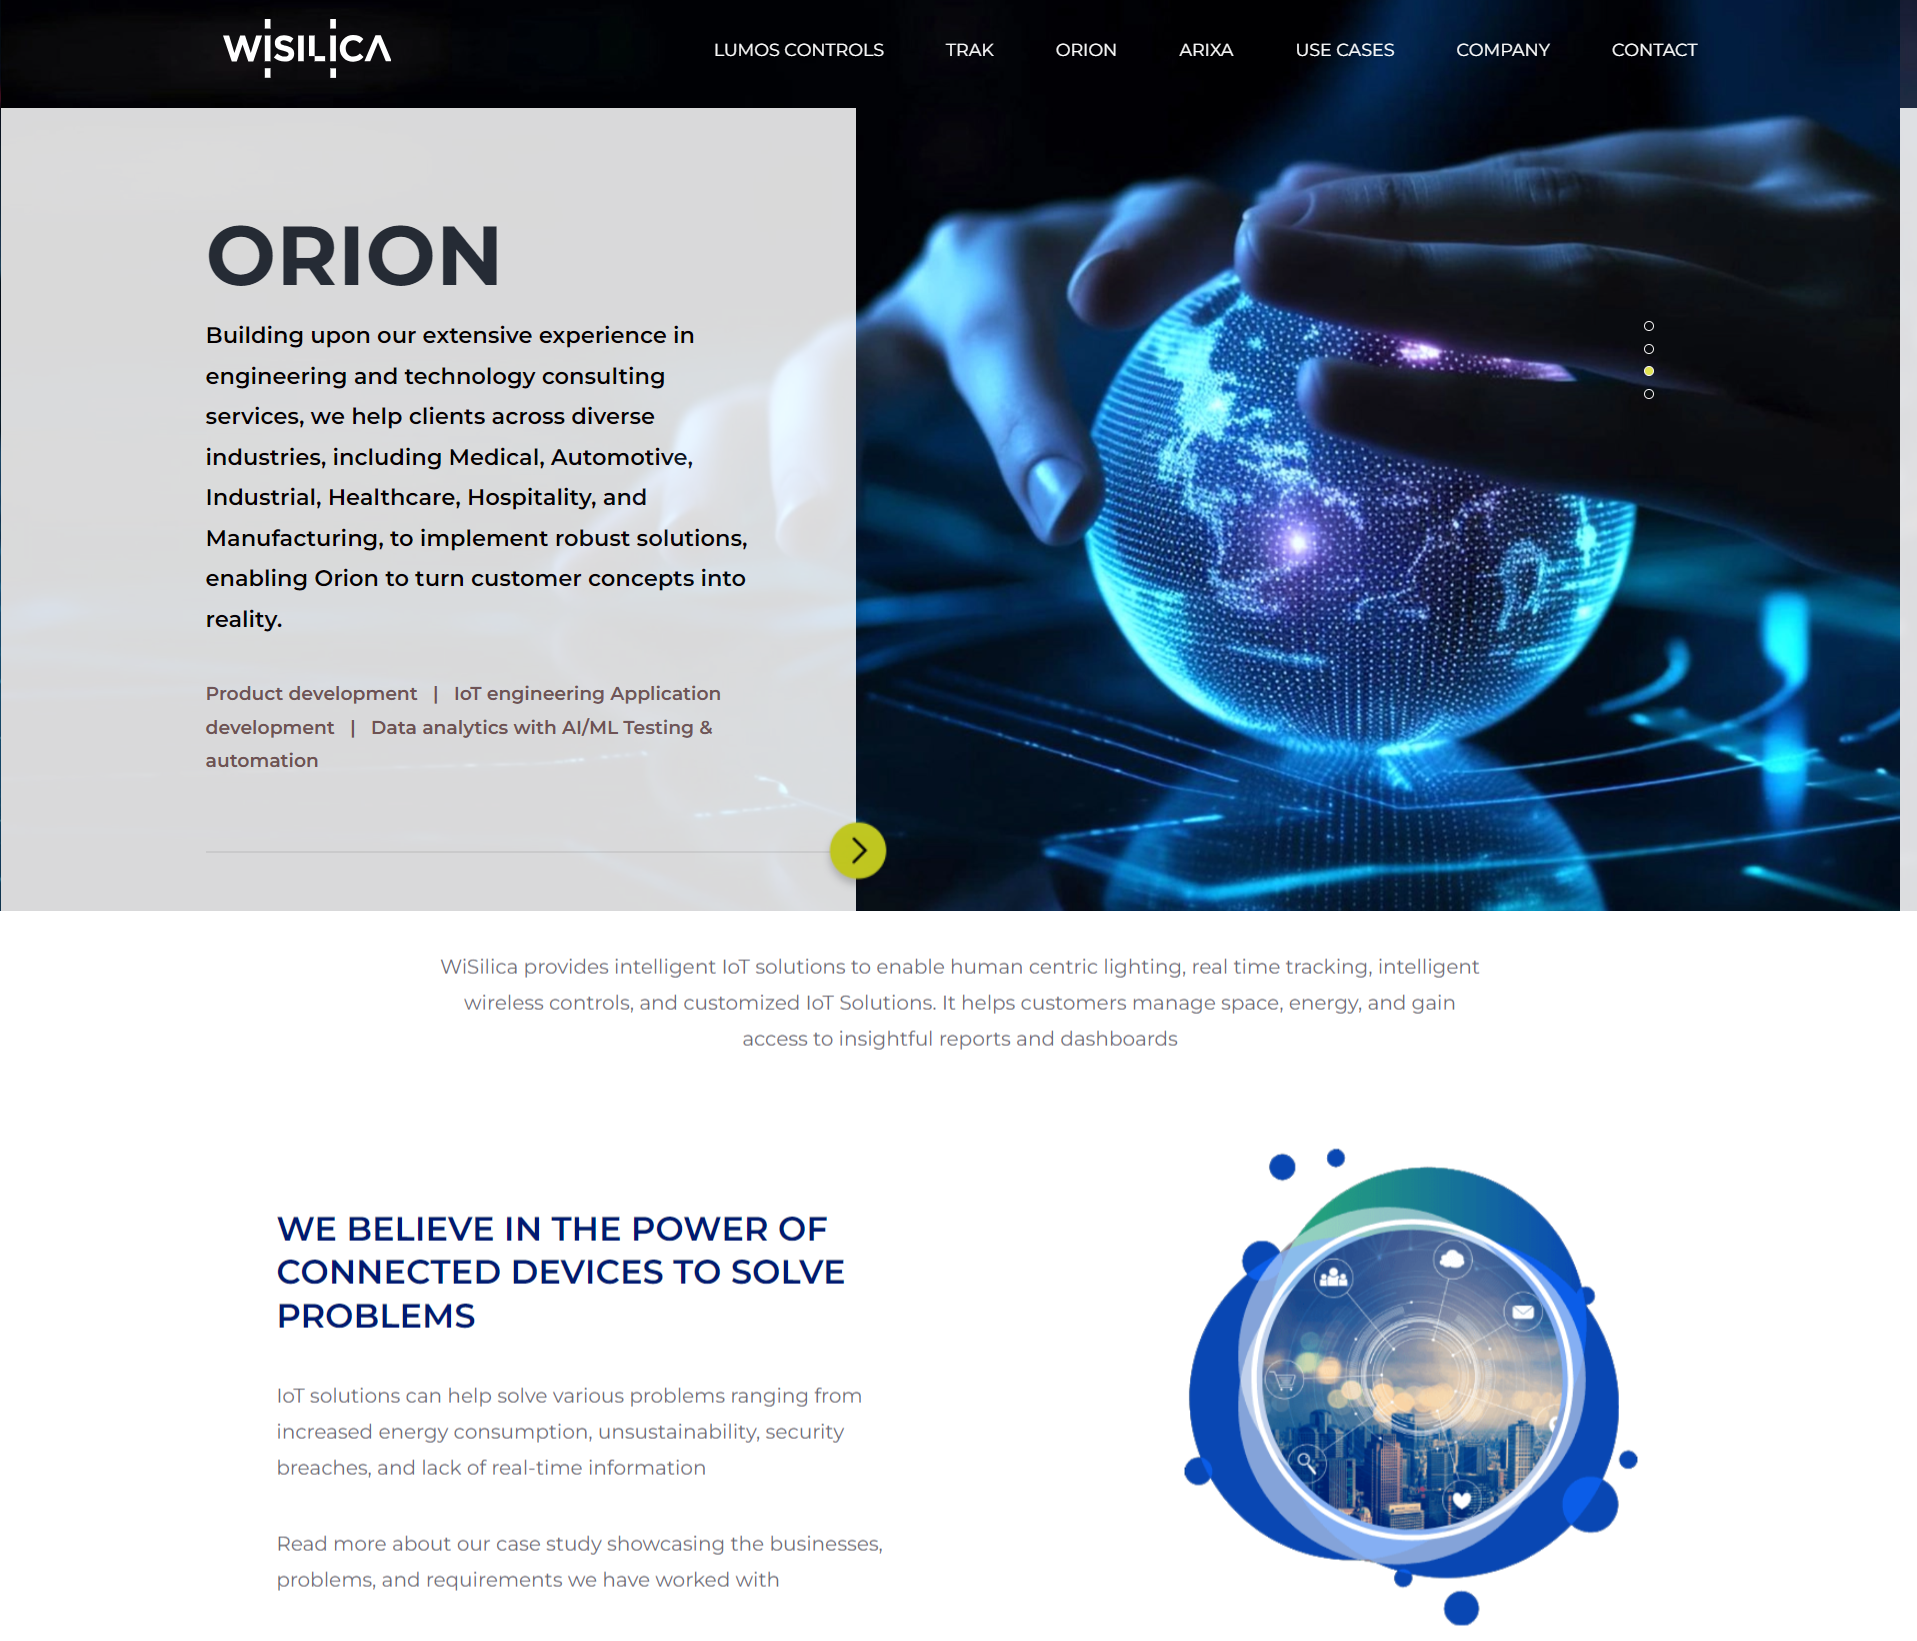 WISILICA
LUMOS CONTROLS
TRAK
ORION
ARIXA
USE CASES
COMPANY
CONTACT
ORION
Building upon our extensive experience in
engineering and technology consulting
services, we help clients across diverse
industries, including Medical, Automotive,
Industrial, Healthcare, Hospitality, and
Manufacturing, to implement robust solutions,
enabling Orion to turn customer concepts into
reality.
Product development | IoT engineering Application
development | Data analytics with AI/ML Testing &
automation
WiSilica provides intelligent IoT solutions to enable human centric lighting, real time tracking, intelligent
wireless controls, and customized IoT Solutions. It helps customers manage space, energy, and gain
access to insightful reports and dashboards
WE BELIEVE IN THE POWER OF
CONNECTED DEVICES TO SOLVE
PROBLEMS
IoT solutions can help solve various problems ranging from
increased energy consumption, unsustainability, security
breaches, and lack of real-time information
Read more about our case study showcasing the businesses,
problems, and requirements we have worked with